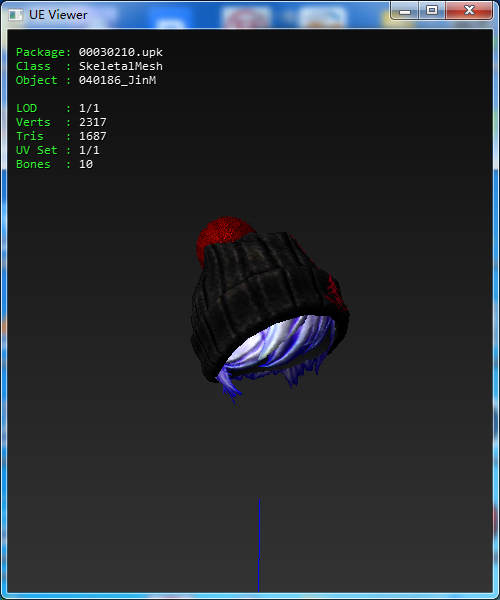 UE Viewer
Package: 00030210.upk
Class : SkeletalMesh
Object : 040186_JinM
LOD : 1/1
Verts : 2317
Tris : 1687
UV Set : 1/1
Bones : 10